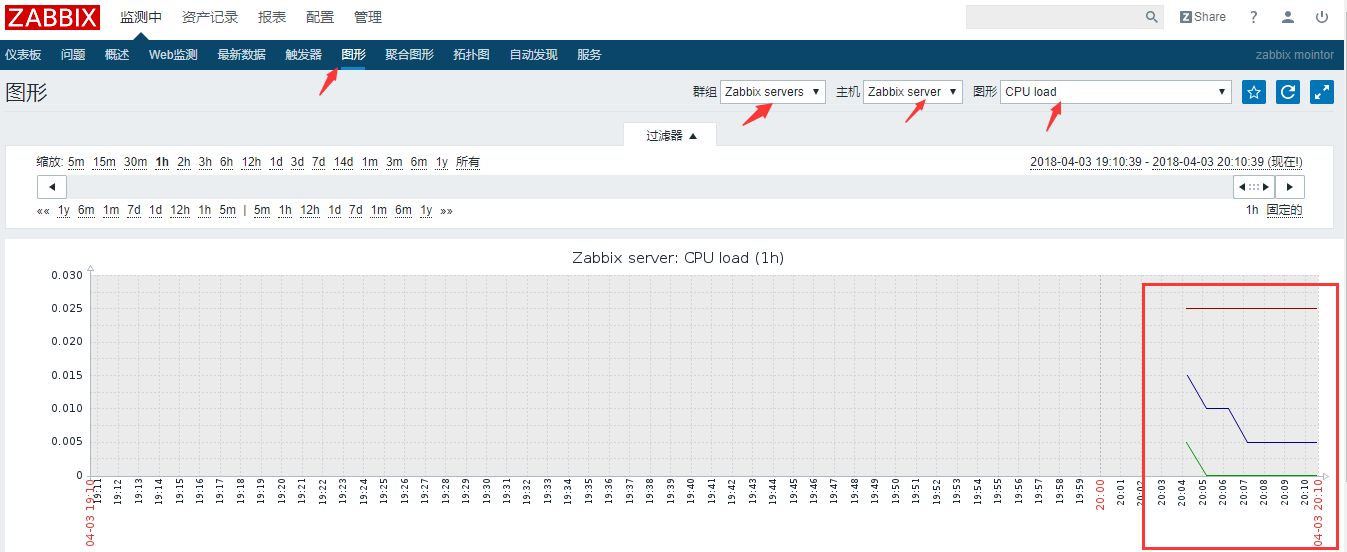 ZABBIX 监测中 资产记录 报表 配置 管理 Z Share ?
仪表板 问题 概述 Web监测 最新数据 触发器 图形 聚合图形 拓扑图 自动发现 服务 zabbix mointor
图形 群组 Zabbix servers ▼ 主机 Zabbix server ▼ 图形 CPU load ▼
过滤器 ▲
缩放: 5m 15m 30m 1h 2h 3h 6h 12h 1d 3d 7d 14d 1m 3m 6m 1y 所有 2018-04-03 19:10:39 - 2018-04-03 20:10:39 (现在!)
«« 1y 6m 1m 7d 1d 12h 1h 5m | 5m 1h 12h 1d 7d 1m 6m 1y »» 1h 固定的
Zabbix server: CPU load (1h)
0.030
0.025
0.020
0.015
0.010
0.005
0
04-03 19:10 19:11 19:12 19:13 19:14 19:15 19:16 19:17 19:18 19:19 19:20 19:21 19:22 19:23 19:24 19:25 19:26 19:27 19:28 19:29 19:30 19:31 19:32 19:33 19:34 19:35 19:36 19:37 19:38 19:39 19:40 19:41 19:42 19:43 19:44 19:45 19:46 19:47 19:48 19:49 19:50 19:51 19:52 19:53 19:54 19:55 19:56 19:57 19:58 19:59 20:00 20:01 20:02 20:03 20:04 20:05 20:06 20:07 20:08 20:09 20:10 04-03 20:10